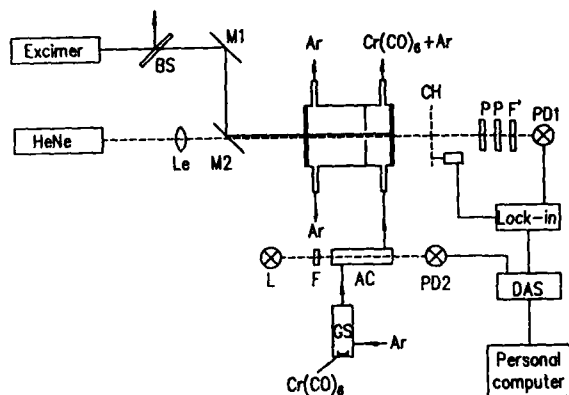 Excimer
BS
M1
Ar
Cr(CO)6+Ar
CH
P P F'
PD1
HeNe
Le
M2
Ar
Lock-in
L
F
AC
PD2
DAS
GS
Ar
Cr(CO)6
Personal
computer